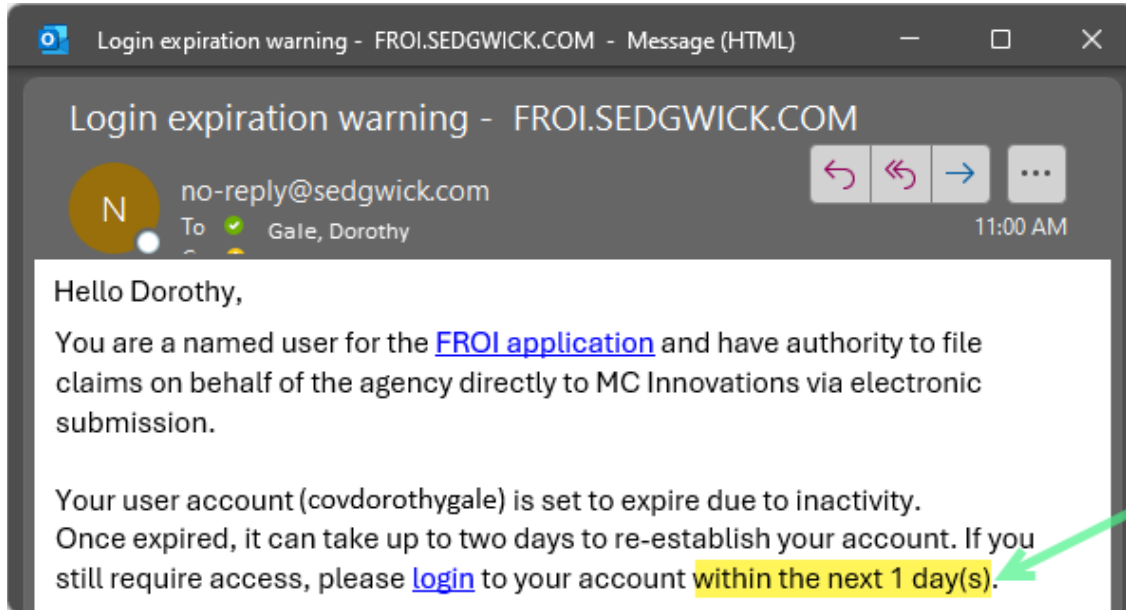 Login expiration warning - FROI.SEDGWICK.COM - Message (HTML)
Login expiration warning - FROI.SEDGWICK.COM
N
no-reply@sedgwick.com
To Gale, Dorothy
11:00 AM
Hello Dorothy,
You are a named user for the FROI application and have authority to file
claims on behalf of the agency directly to MC Innovations via electronic
submission.
Your user account (covdorothygale) is set to expire due to inactivity.
Once expired, it can take up to two days to re-establish your account. If you
still require access, please login to your account within the next 1 day(s).